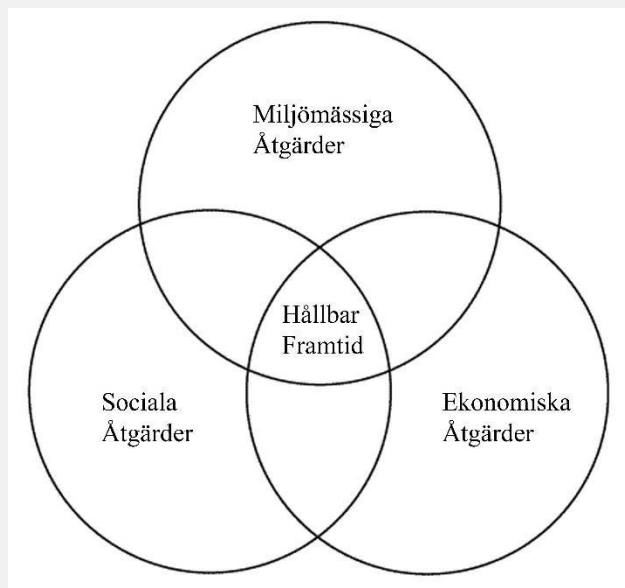 Miljömässiga
Åtgärder
Hållbar
Framtid
Sociala
Åtgärder
Ekonomiska
Åtgärder